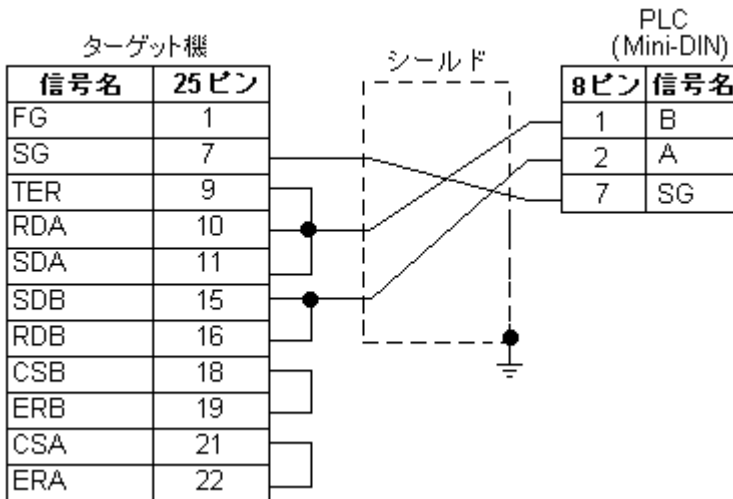 ターゲット機
信号名 25ピン
FG 1
SG 7
TER 9
RDA 10
SDA 11
SDB 15
RDB 16
CSB 18
ERB 19
CSA 21
ERA 22
シールド
PLC
(Mini-DIN)
8ピン 信号名
1 B
2 A
7 SG